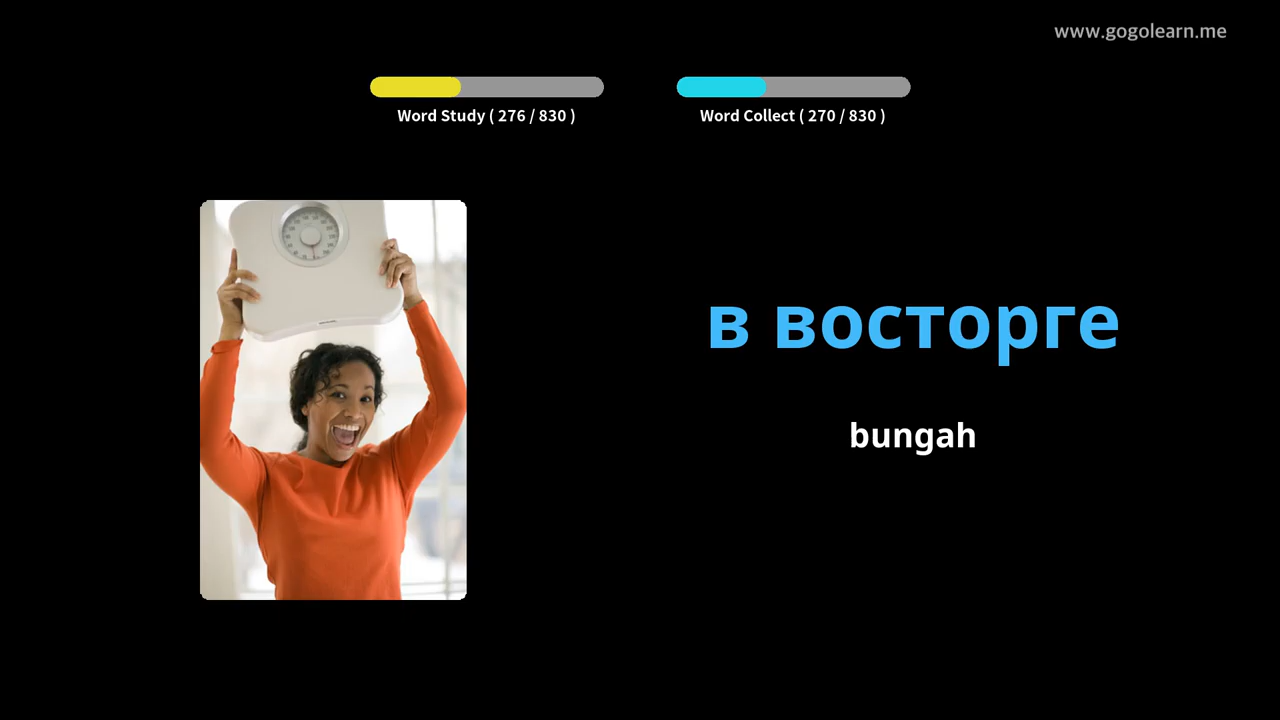 www.gogolearn.me
Word Study ( 276 / 830 )
Word Collect ( 270 / 830 )
в восторге
bungah